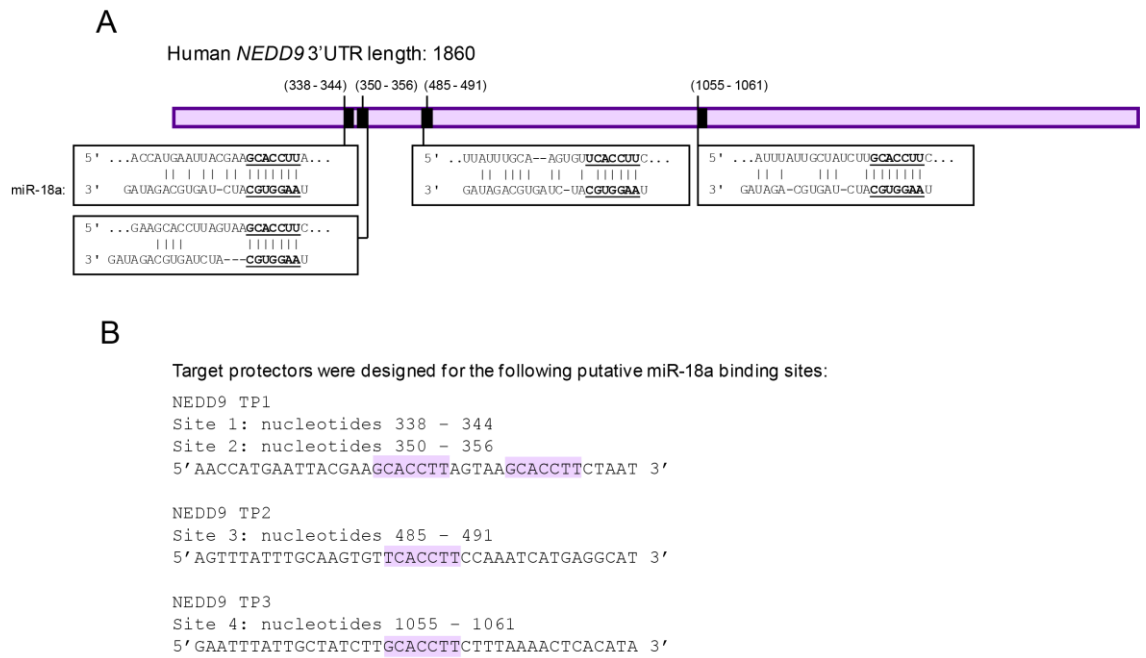 A
Human NEDD9 3'UTR length: 1860
(338 - 344) (350 - 356) (485 - 491) (1055 - 1061)
5' ...ACCAUGAAUUACGAAGCACCUUA...
miR-18a: 3' GAUAGACGUGAU-CUACGUGGAAU
5' ...GAAGCACCUUAGUAAGCACCUUC...
3' GAUAGACGUGAUCUA---CGUGGAAU
5' ..UUAUUUGCA--AGUGUUCACCUUC...
3' GAUAGACGUGAUC-UACGUGGAAU
5' ...AUUUAUUGCUAUCUUGCACCUUC...
3' GAUAGA-CGUGAU-CUACGUGGAAU
B
Target protectors were designed for the following putative miR-18a binding sites:
NEDD9 TP1
Site 1: nucleotides 338 – 344
Site 2: nucleotides 350 – 356
5′AACCATGAATTACGAAGCACCTTAGTAAGCACCTTCTAAT 3′
NEDD9 TP2
Site 3: nucleotides 485 – 491
5′AGTTTATTTGCAAGTGTTCACCTTCCAAATCATGAGGCAT 3′
NEDD9 TP3
Site 4: nucleotides 1055 – 1061
5′GAATTTATTGCTATCTTGCACCTTCTTTAAAACTCACATA 3′